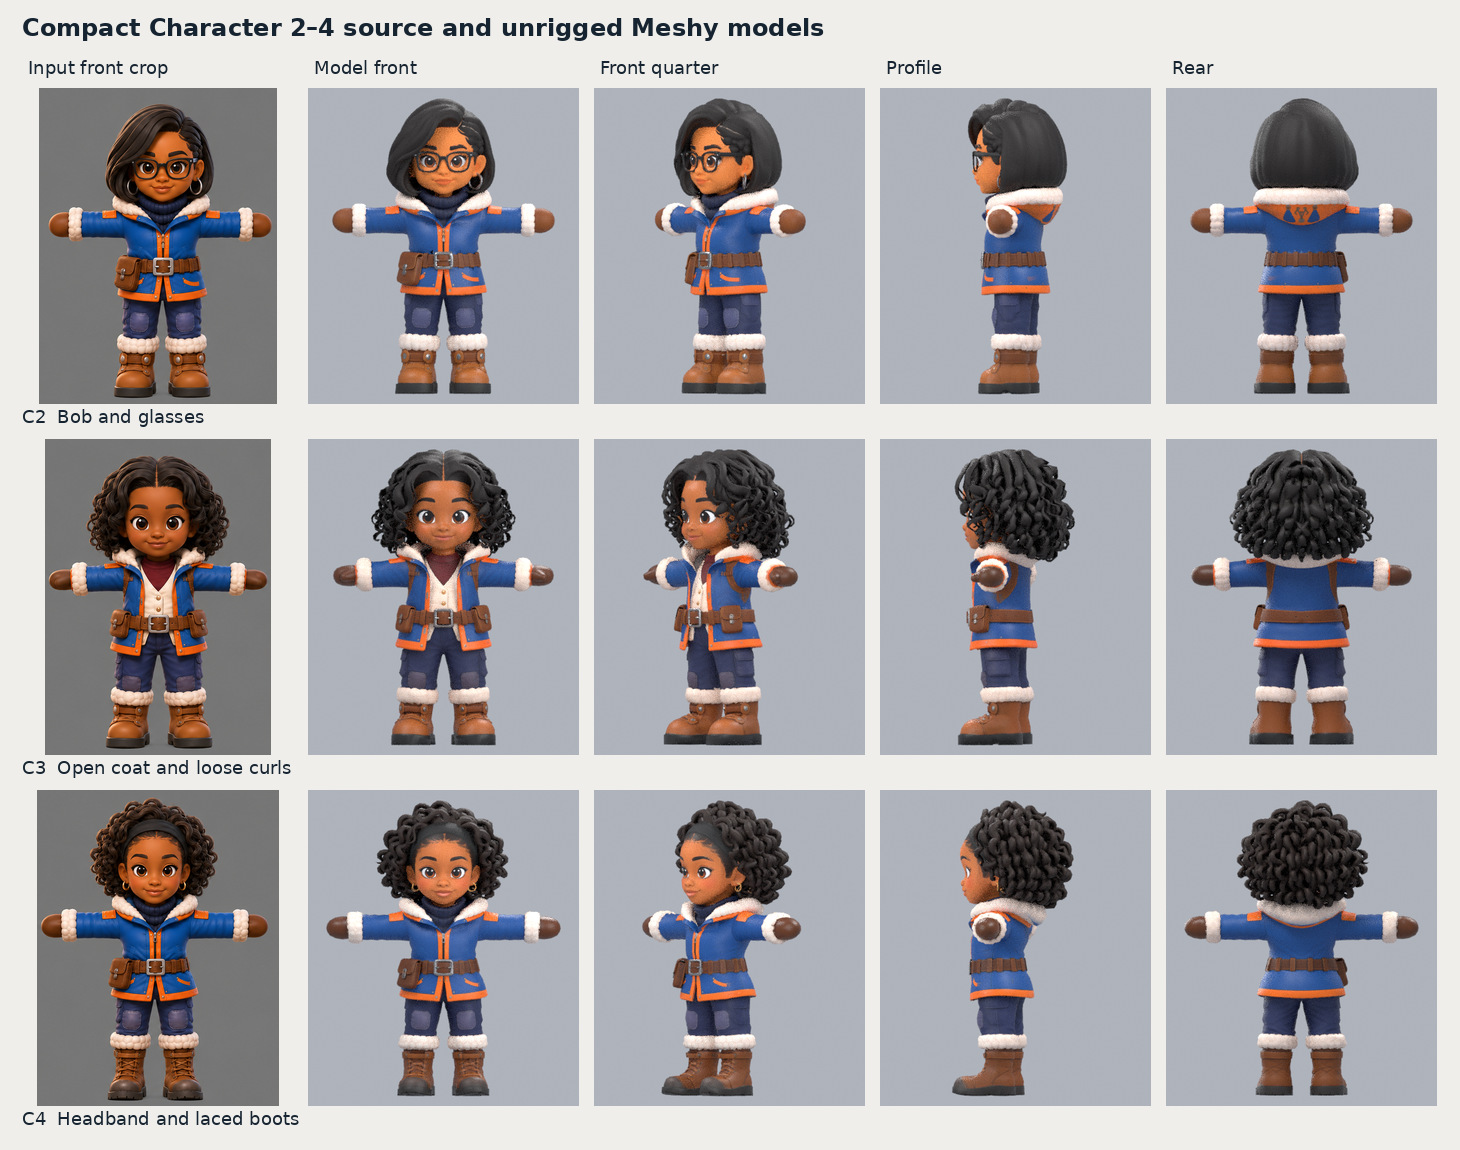 Compact Character 2–4 source and unrigged Meshy models
Input front crop
Model front
Front quarter
Profile
Rear
C2 Bob and glasses
C3 Open coat and loose curls
C4 Headband and laced boots